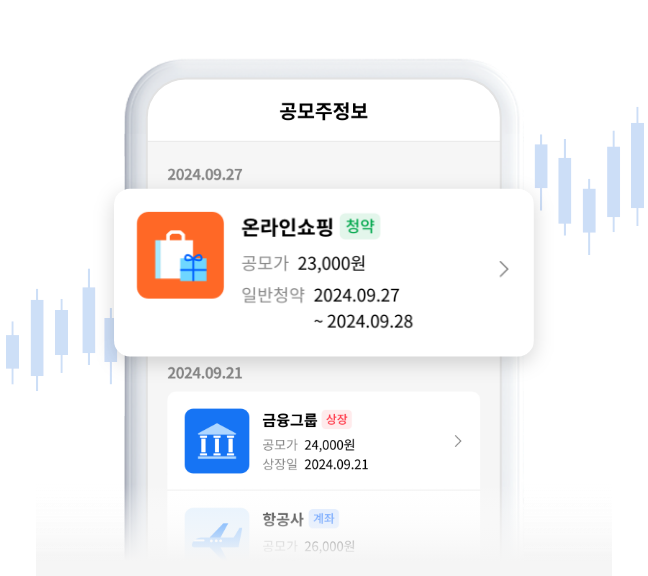 공모주정보
2024.09.27
온라인쇼핑 청약
공모가 23,000원
일반청약 2024.09.27
~ 2024.09.28
2024.09.21
금융그룹 상장
공모가 24,000원
상장일 2024.09.21
항공사 계좌
공모가 26,000원